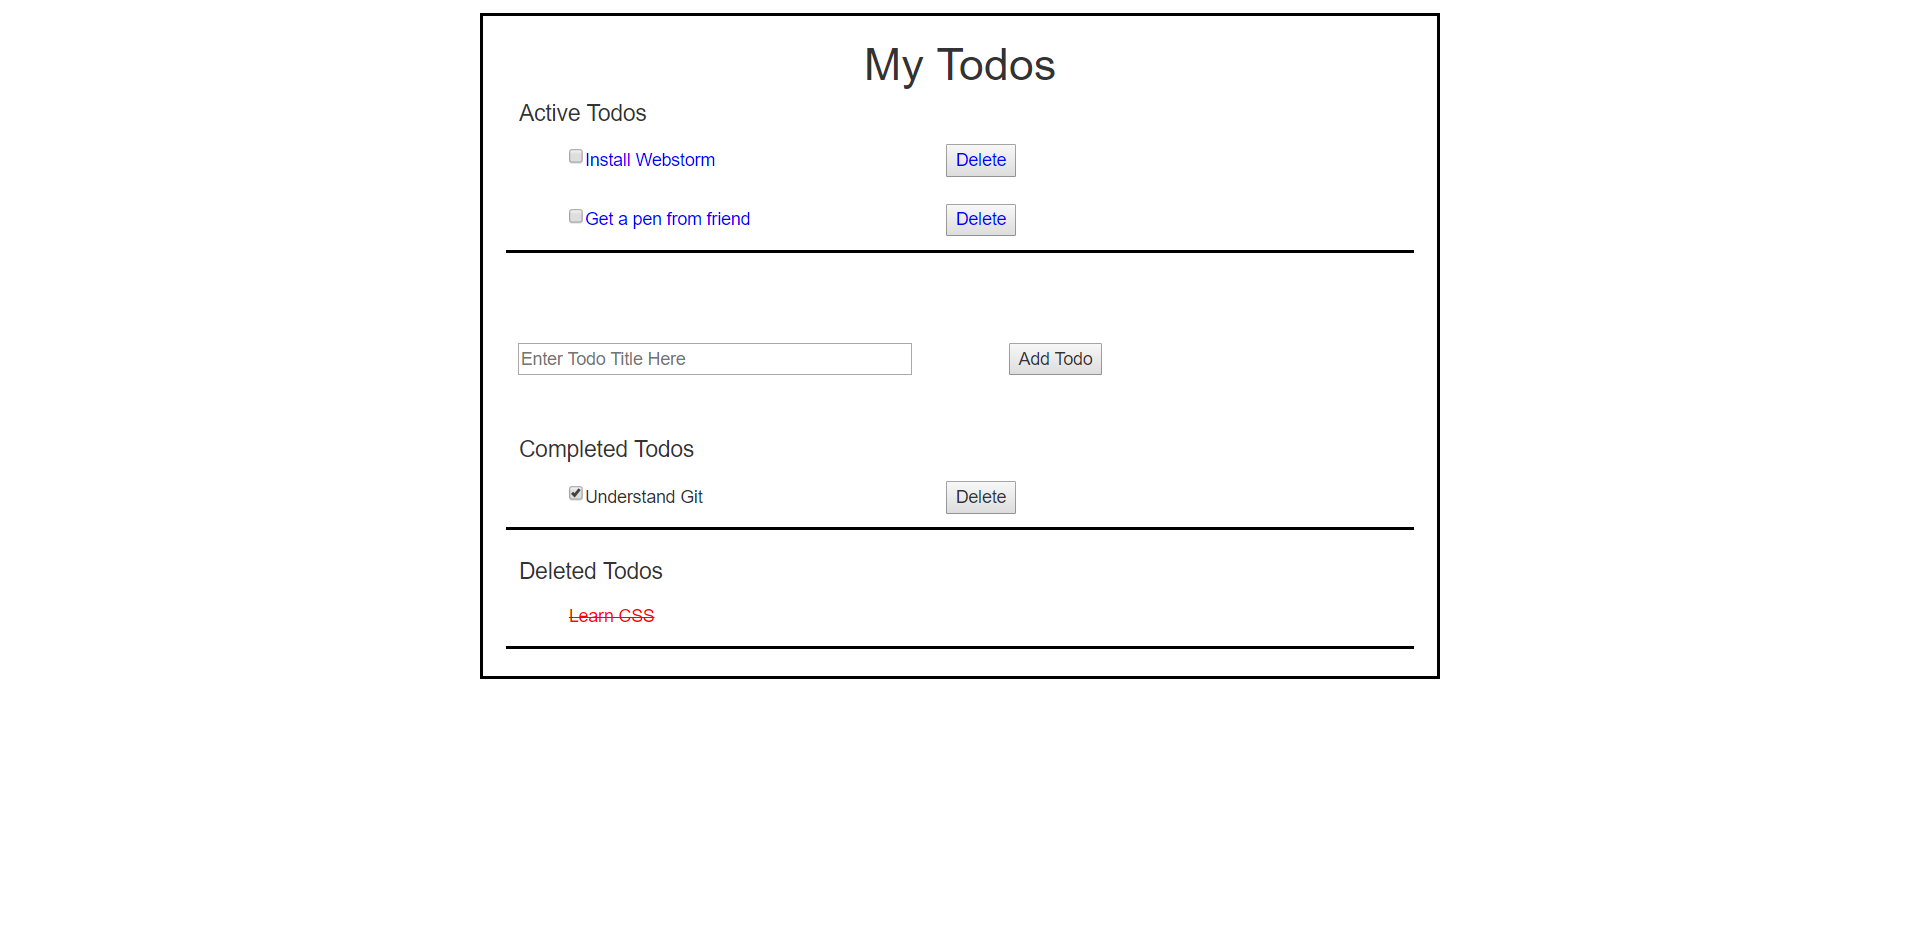 My Todos
Active Todos
Install Webstorm Delete
Get a pen from friend Delete
Enter Todo Title Here Add Todo
Completed Todos
Understand Git Delete
Deleted Todos
Learn CSS